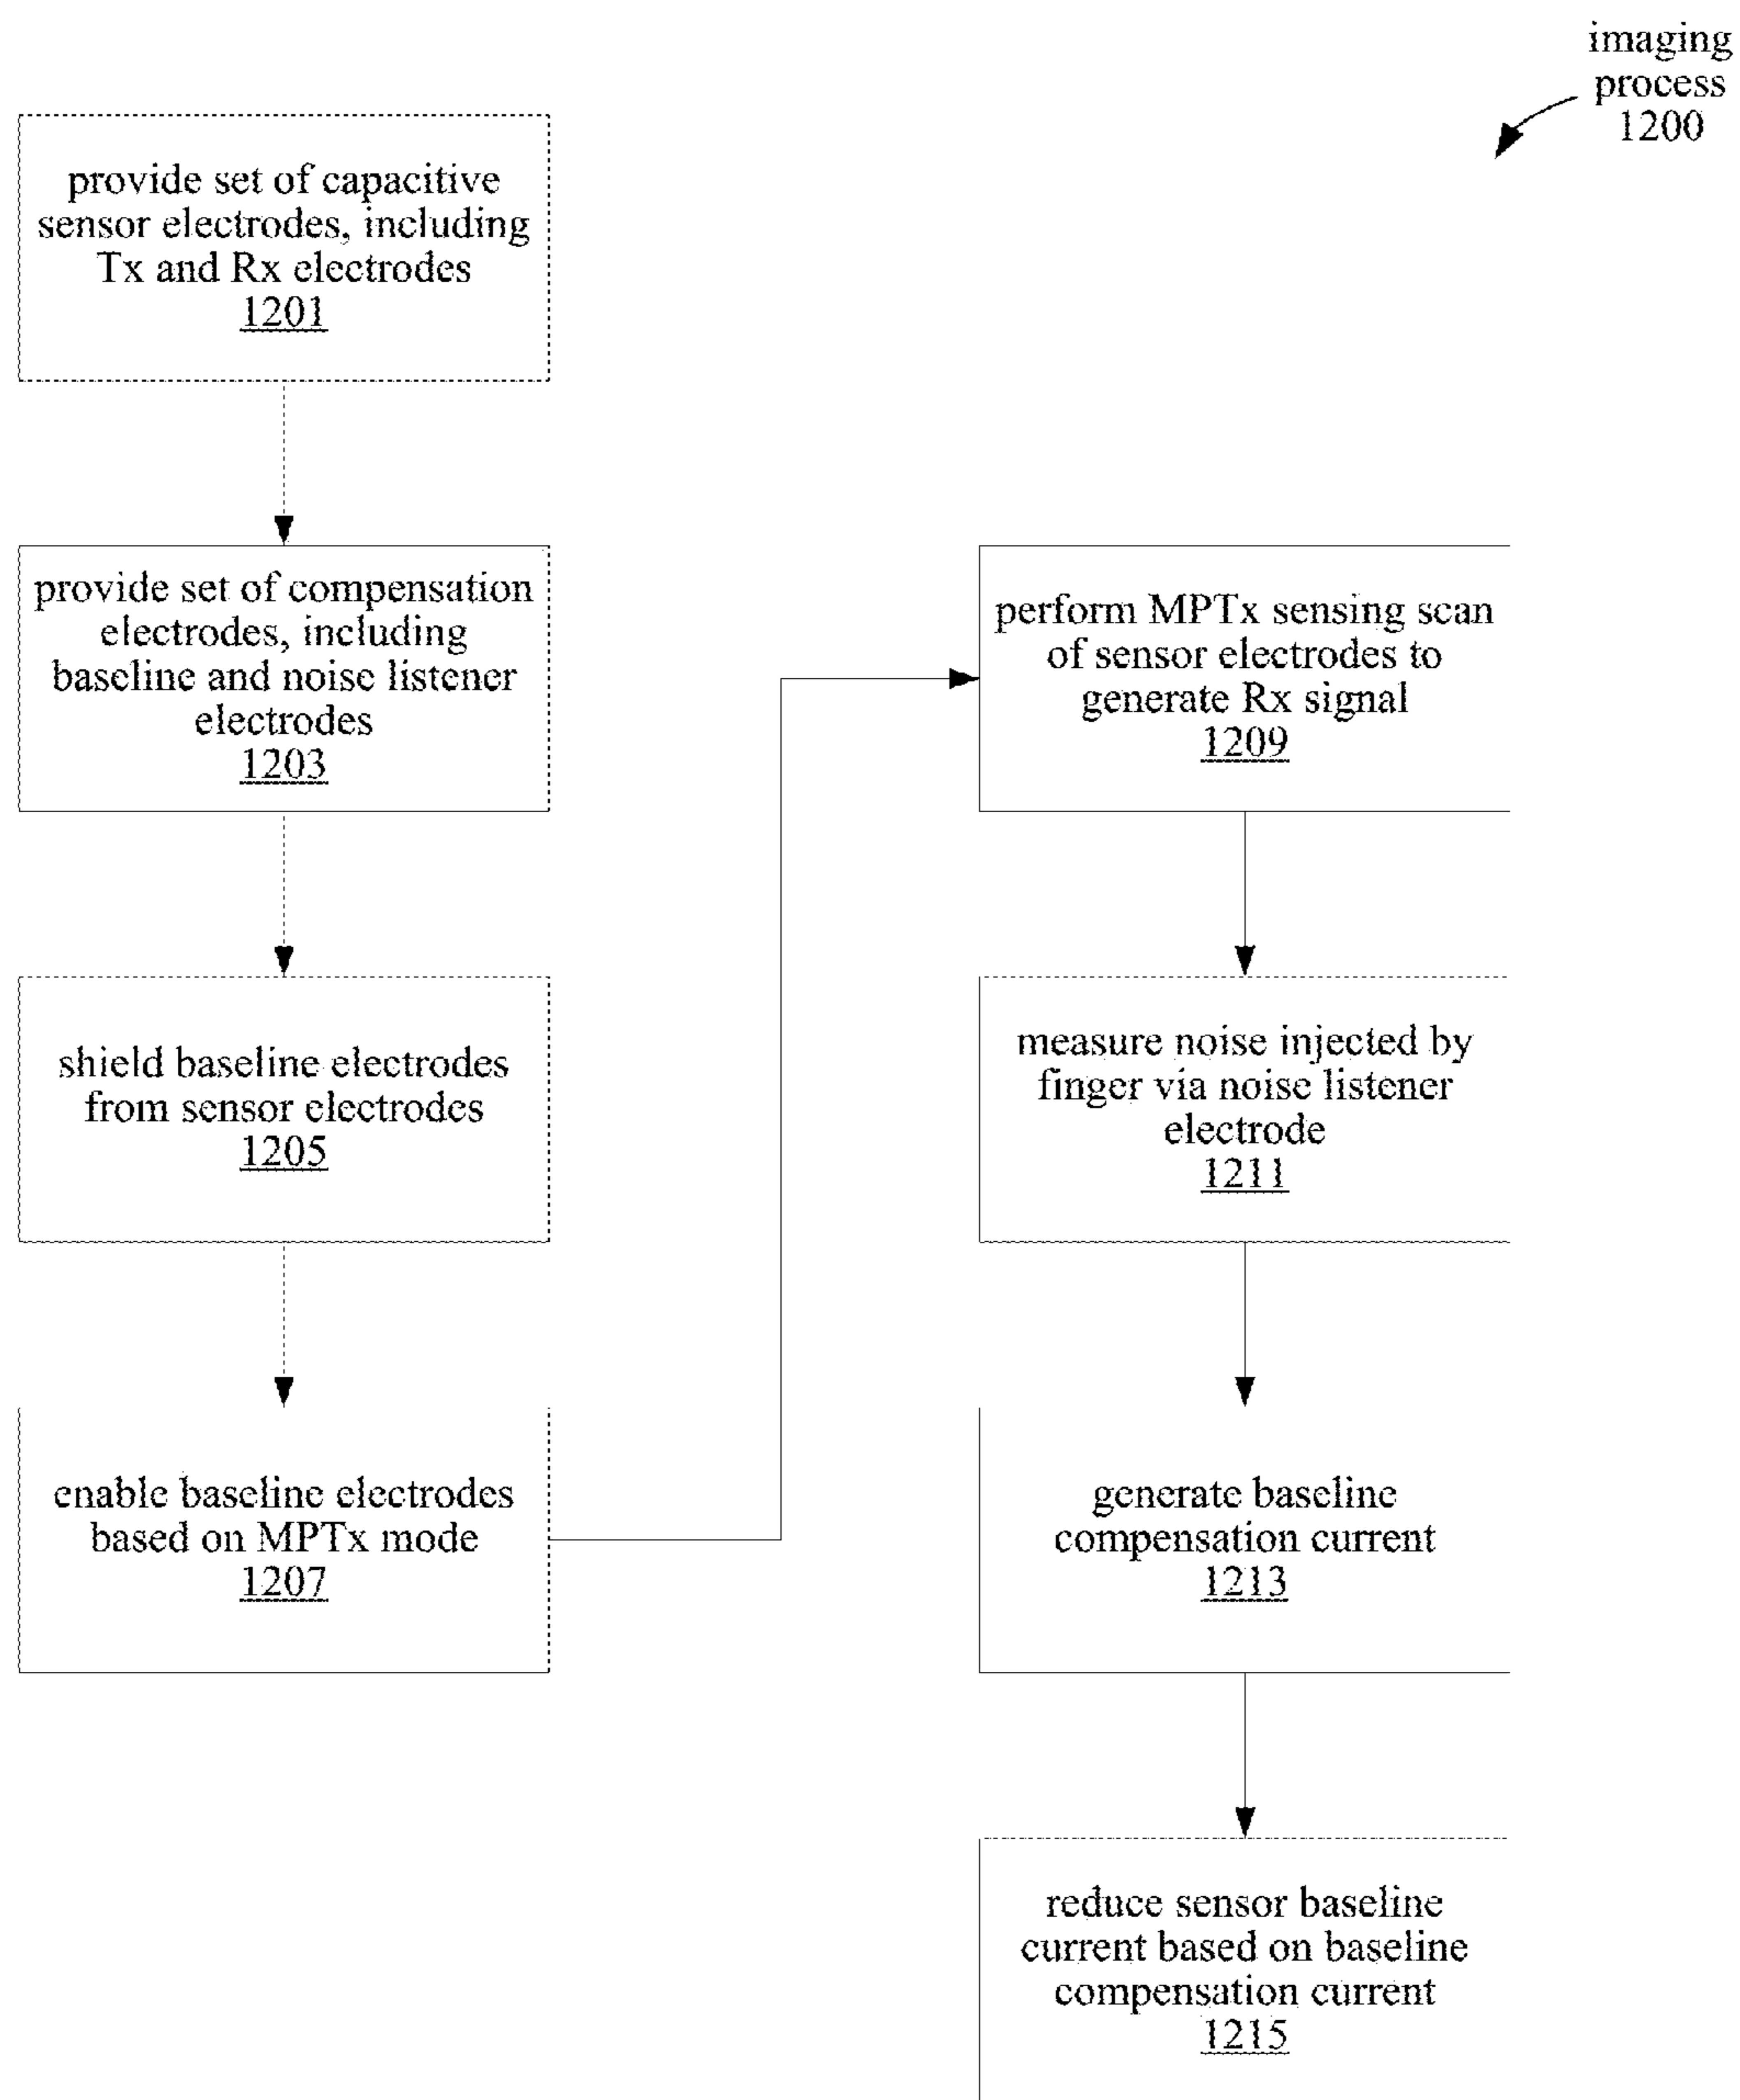 imaging
process
1200
provide set of capacitive
sensor electrodes, including
Tx and Rx electrodes
1201
provide set of compensation
electrodes, including
baseline and noise listener
electrodes
1203
shield baseline electrodes
from sensor electrodes
1205
enable baseline electrodes
based on MPTx mode
1207
perform MPTx sensing scan
of sensor electrodes to
generate Rx signal
1209
measure noise injected by
finger via noise listener
electrode
1211
generate baseline
compensation current
1213
reduce sensor baseline
current based on baseline
compensation current
1215